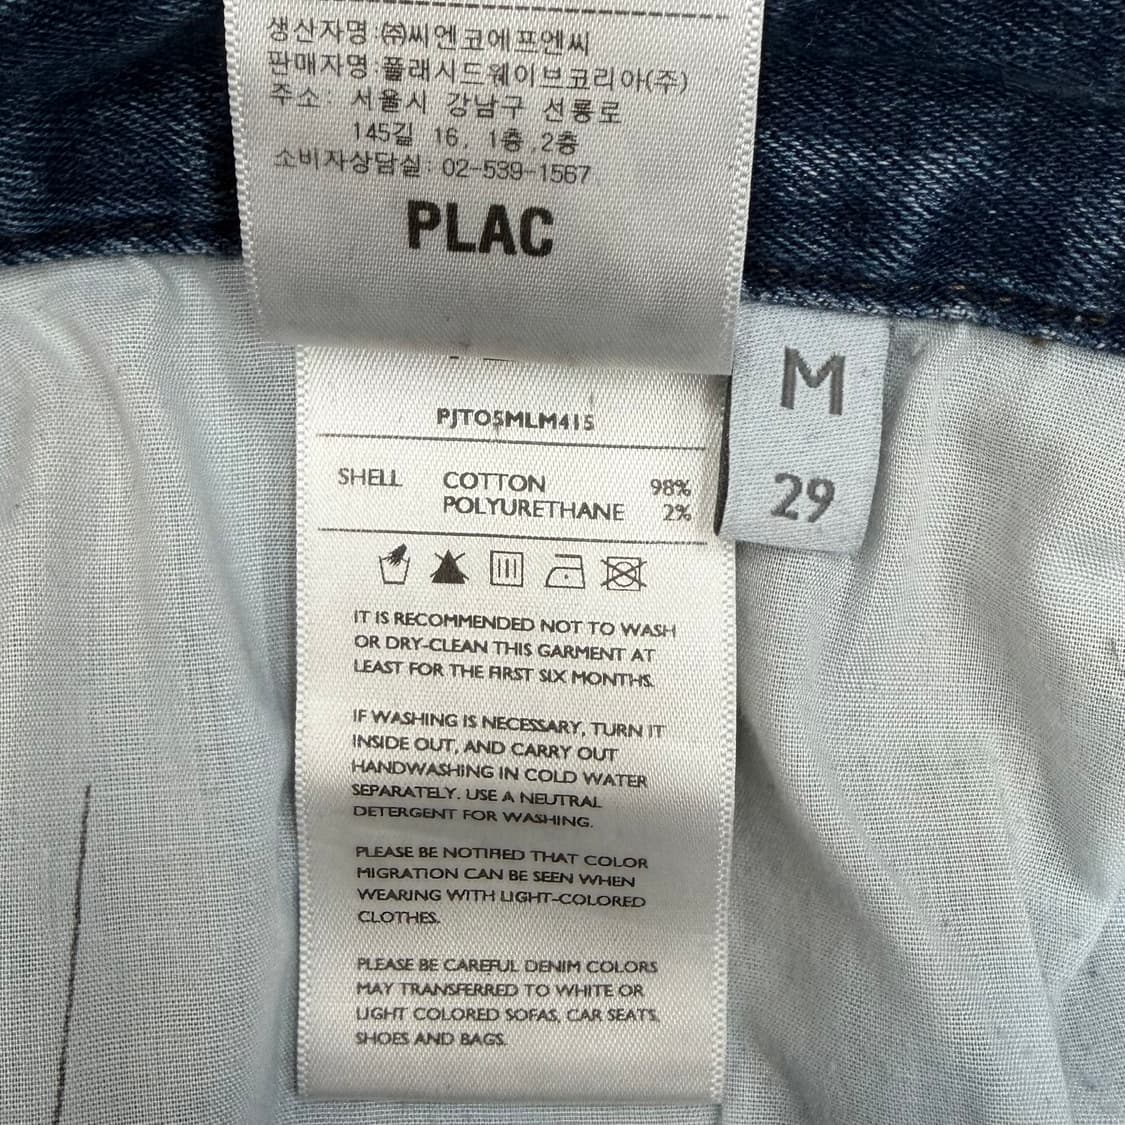 생산자명:㈜씨엔코에프엔씨
판매자명:플래시드웨이브코리아(주)
주소: 서울시 강남구 선릉로
145길 16, 1층,2층
소비자상담실: 02-539-1567
PLAC
M
29
PJTO5MLM415
SHELL COTTON 98%
POLYURETHANE 2%
IT IS RECOMMENDED NOT TO WASH
OR DRY-CLEAN THIS GARMENT AT
LEAST FOR THE FIRST SIX MONTHS.
IF WASHING IS NECESSARY, TURN IT
INSIDE OUT, AND CARRY OUT
HANDWASHING IN COLD WATER
SEPARATELY. USE A NEUTRAL
DETERGENT FOR WASHING.
PLEASE BE NOTIFIED THAT COLOR
MIGRATION CAN BE SEEN WHEN
WEARING WITH LIGHT-COLORED
CLOTHES.
PLEASE BE CAREFUL DENIM COLORS
MAY TRANSFERRED TO WHITE OR
LIGHT COLORED SOFAS, CAR SEATS,
SHOES AND BAGS.